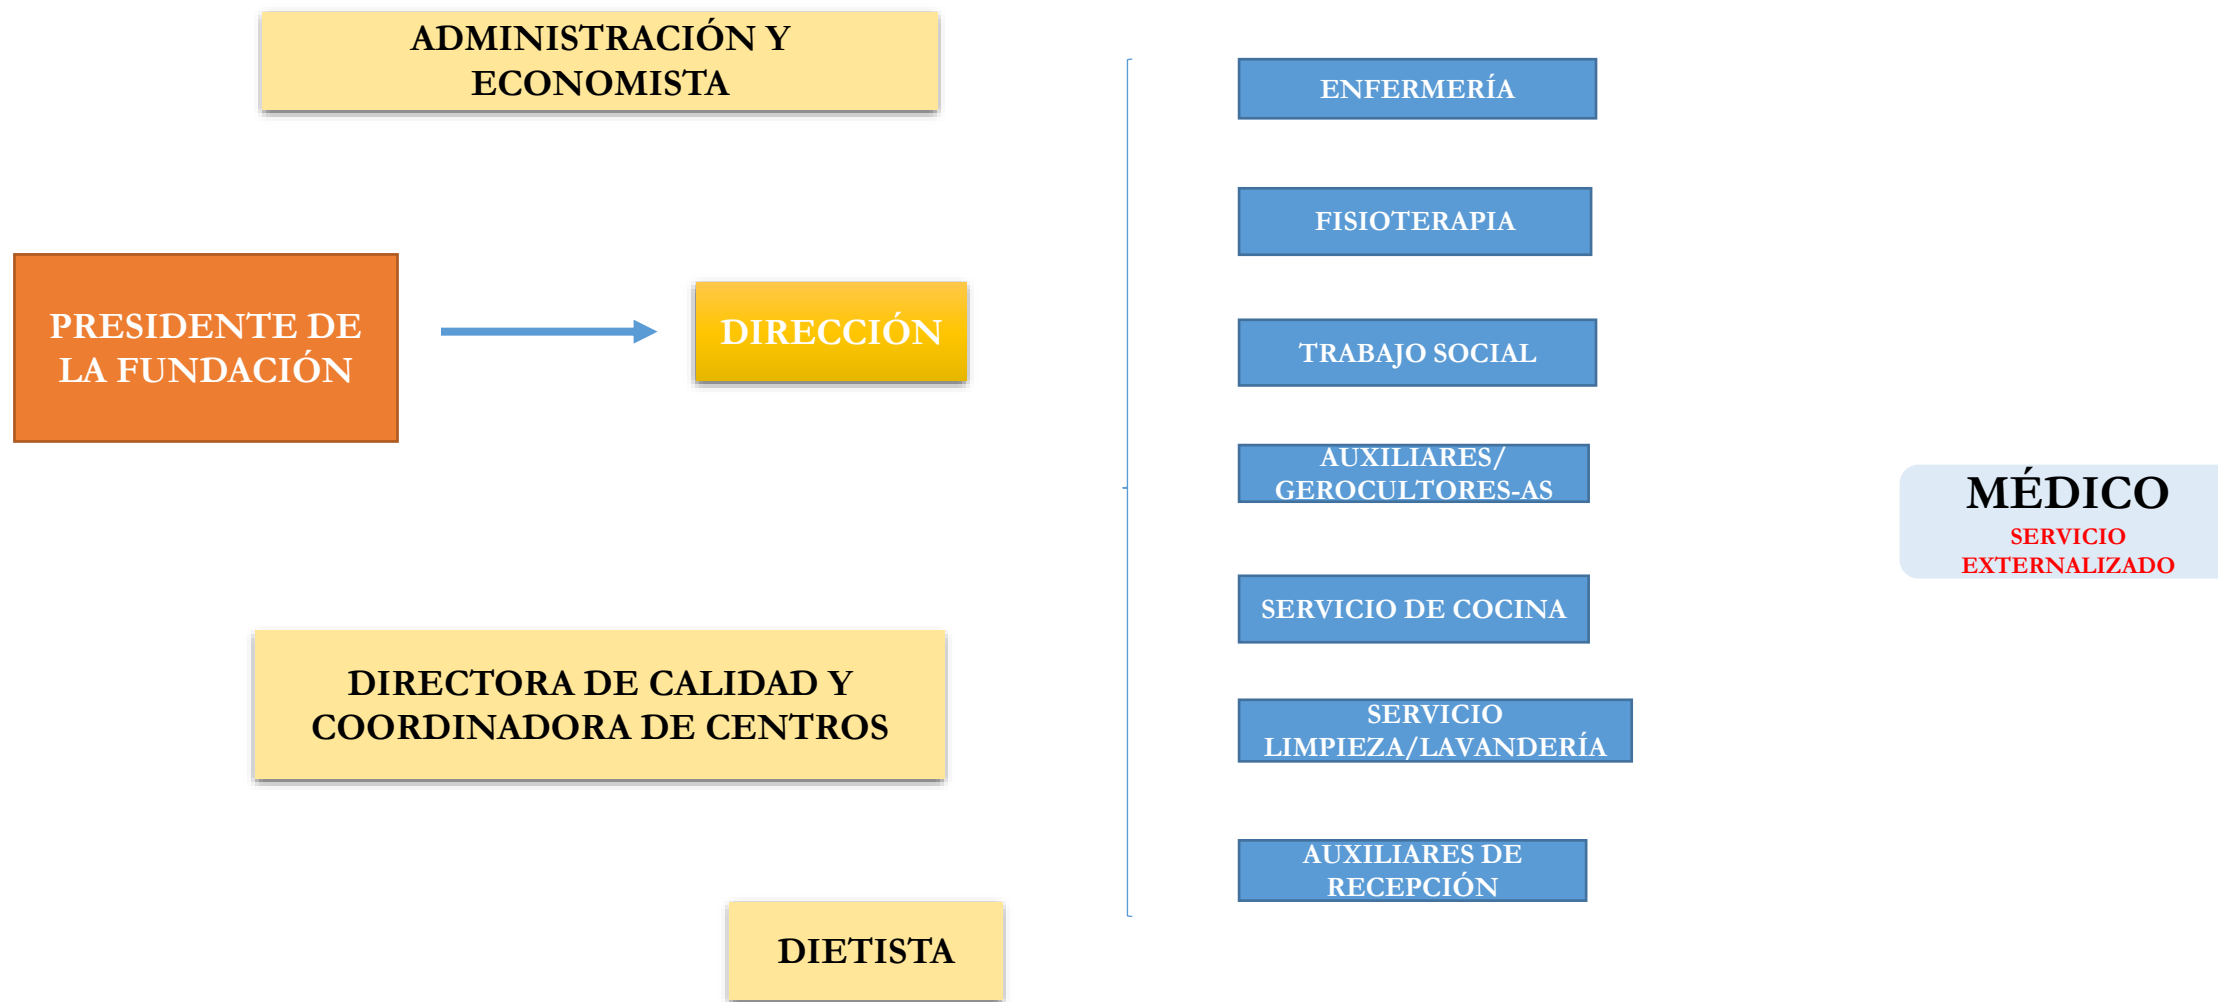 ADMINISTRACIÓN Y
ECONOMISTA
PRESIDENTE DE
LA FUNDACIÓN
DIRECCIÓN
DIRECTORA DE CALIDAD Y
COORDINADORA DE CENTROS
DIETISTA
ENFERMERÍA
FISIOTERAPIA
TRABAJO SOCIAL
AUXILIARES/
GEROCULTORES-AS
SERVICIO DE COCINA
SERVICIO
LIMPIEZA/LAVANDERÍA
AUXILIARES DE
RECEPCIÓN
MÉDICO
SERVICIO
EXTERNALIZADO